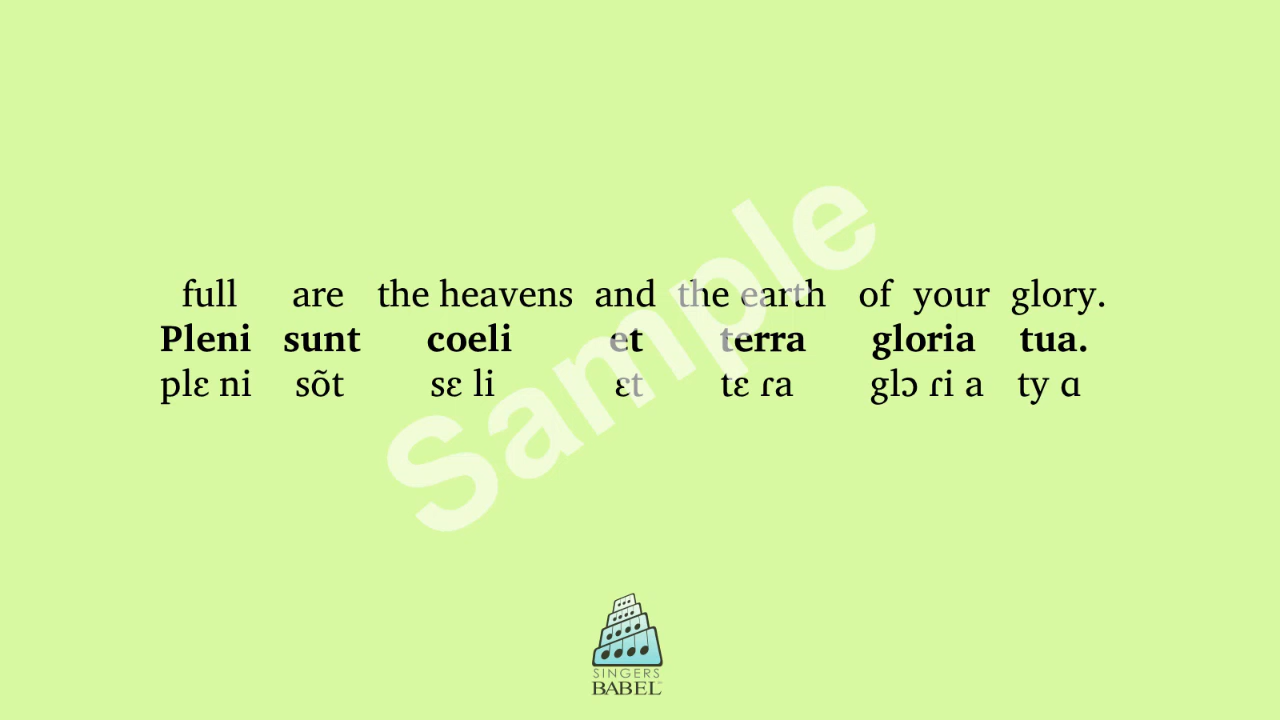 full are the heavens and the earth of your glory.
Pleni sunt coeli et terra gloria tua.
plɛ ni sõt sɛ li ɛt tɛ ɾa glɔ ɾi a ty ɑ
Sample
SINGERS
BABEL™